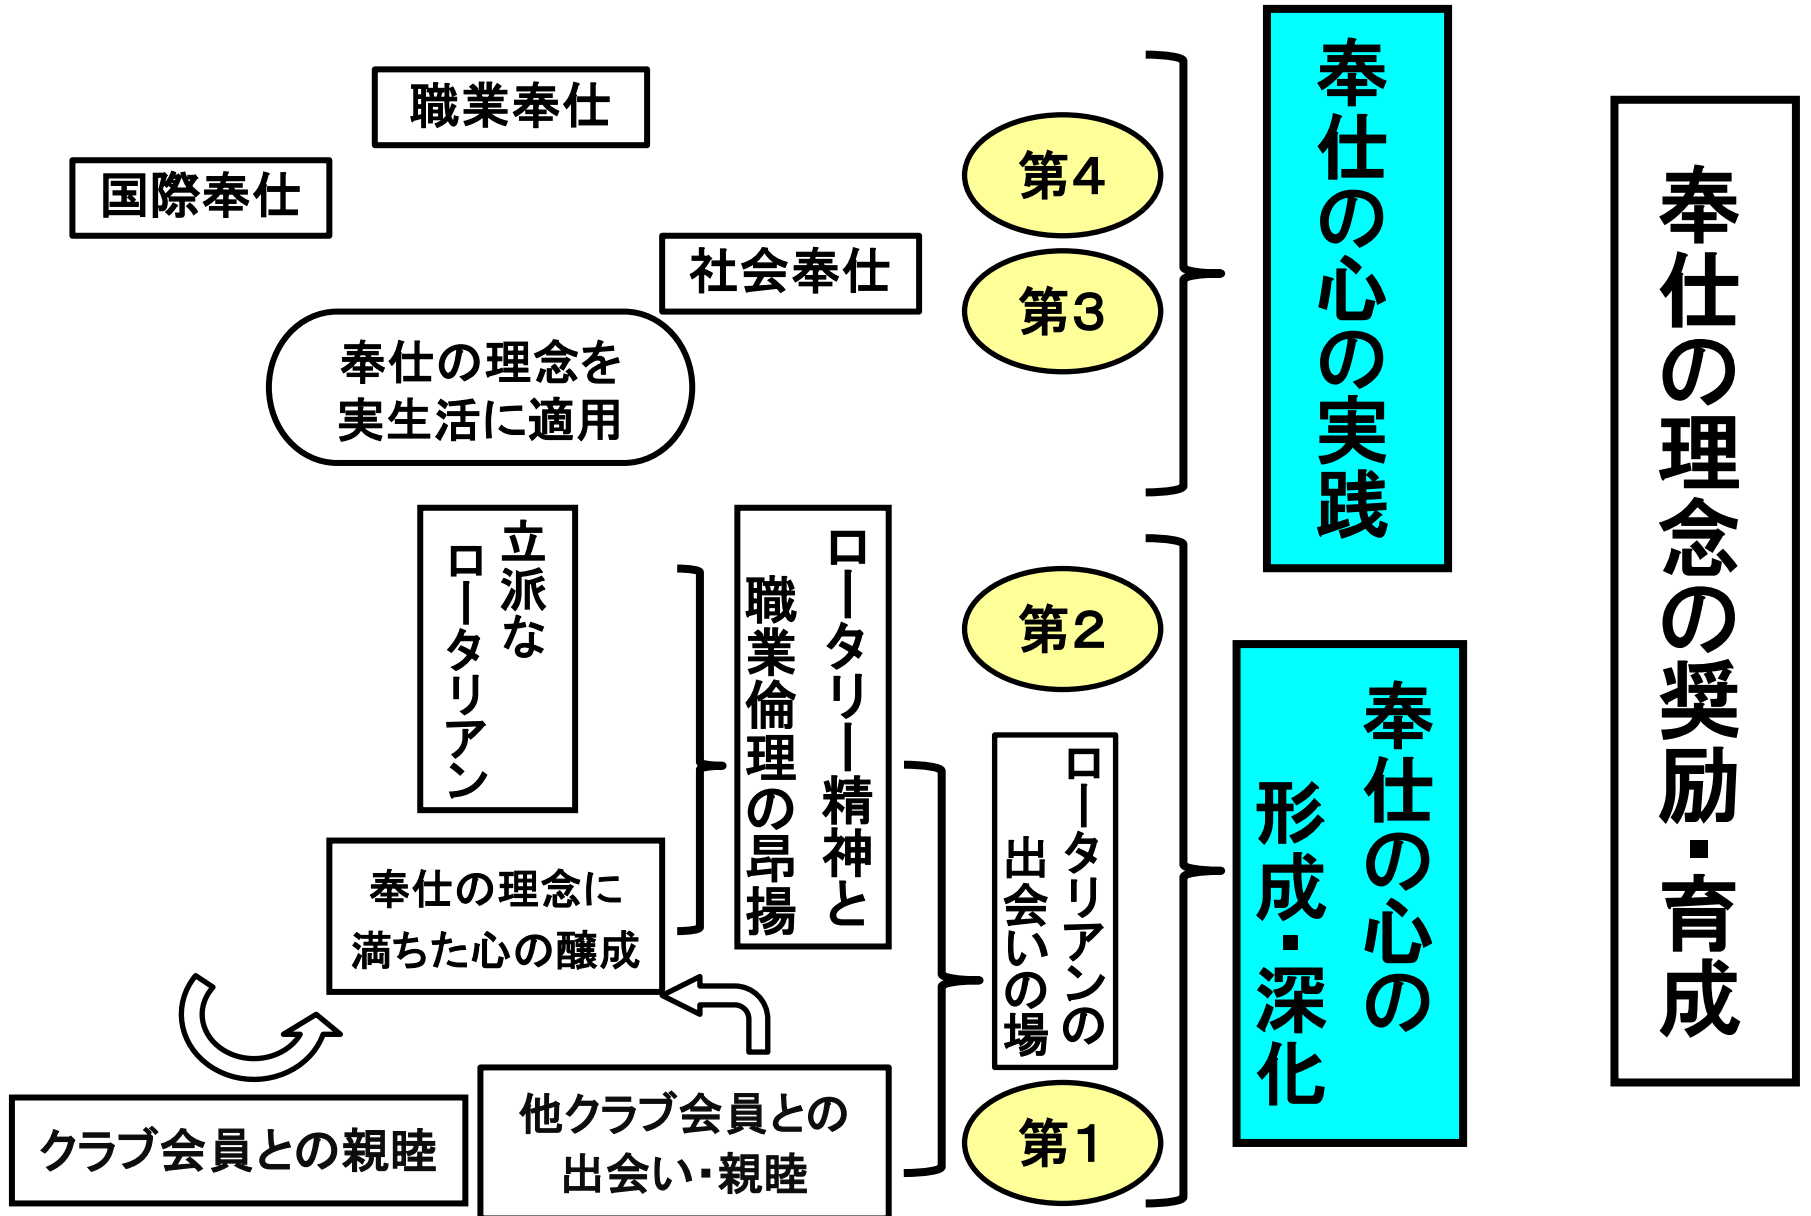 奉仕の理念の奨励・育成
奉仕の心の実践
奉仕の心の
形成・深化
第4
第3
第2
第1
職業奉仕
国際奉仕
社会奉仕
奉仕の理念を
実生活に適用
立派な
ロータリアン
ロータリー精神と
職業倫理の昂揚
ロータリアンの
出会いの場
奉仕の理念に
満ちた心の醸成
クラブ会員との親睦
他クラブ会員との
出会い・親睦